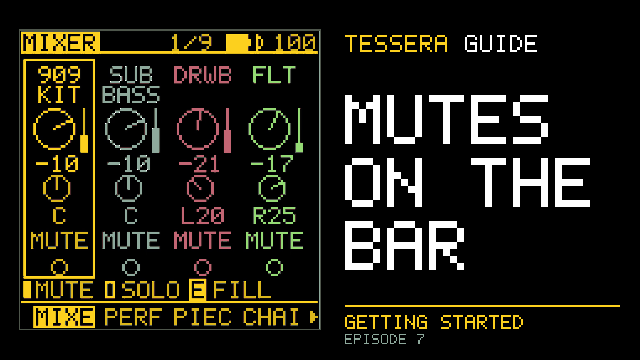 MIXER 1/9 100
909 KIT SUB BASS DRWB FLT
-10 -10 -21 -17
C C L20 R25
MUTE MUTE MUTE MUTE
MUTE SOLO E FILL
MIXE PERF PIEC CHAI
TESSERA GUIDE
MUTES
ON THE
BAR
GETTING STARTED
EPISODE 7